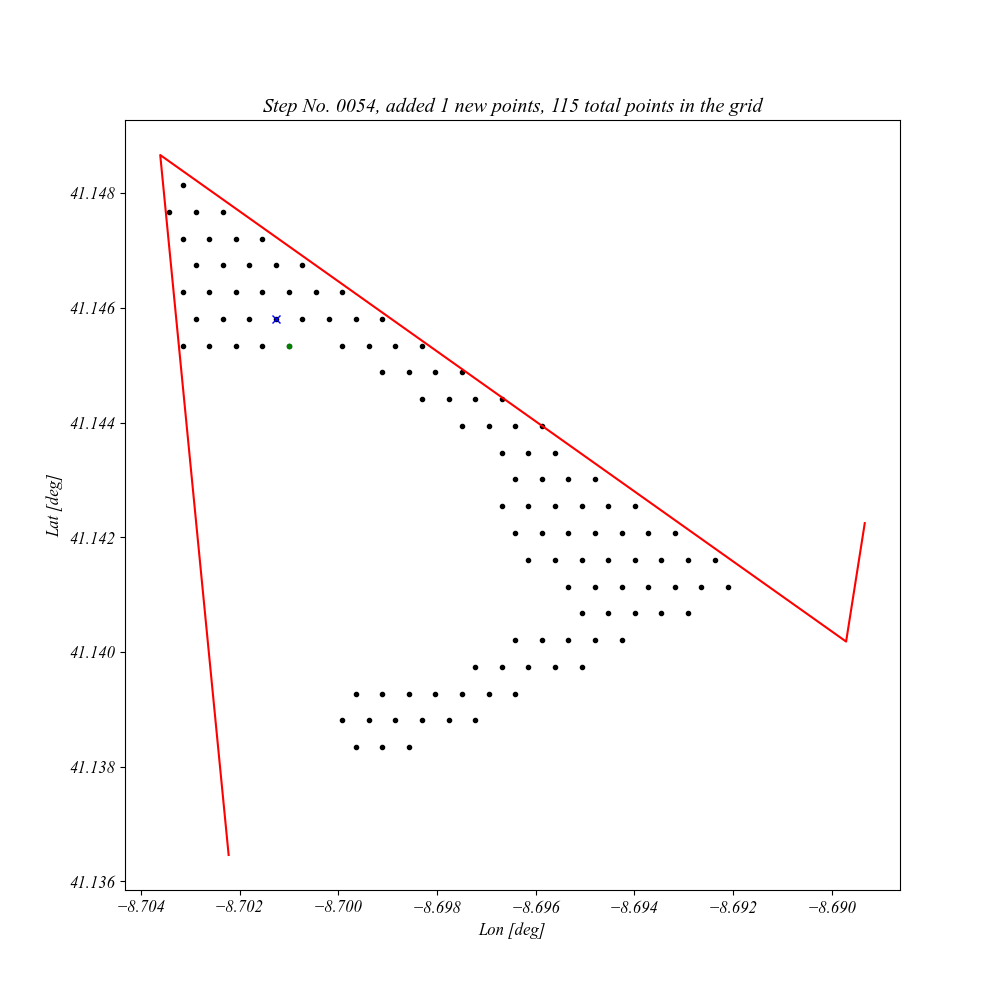 Step No. 0054, added 1 new points, 115 total points in the grid
41.148
41.146
41.144
41.142
41.140
41.138
41.136
Lat [deg]
−8.704 −8.702 −8.700 −8.698 −8.696 −8.694 −8.692 −8.690
Lon [deg]